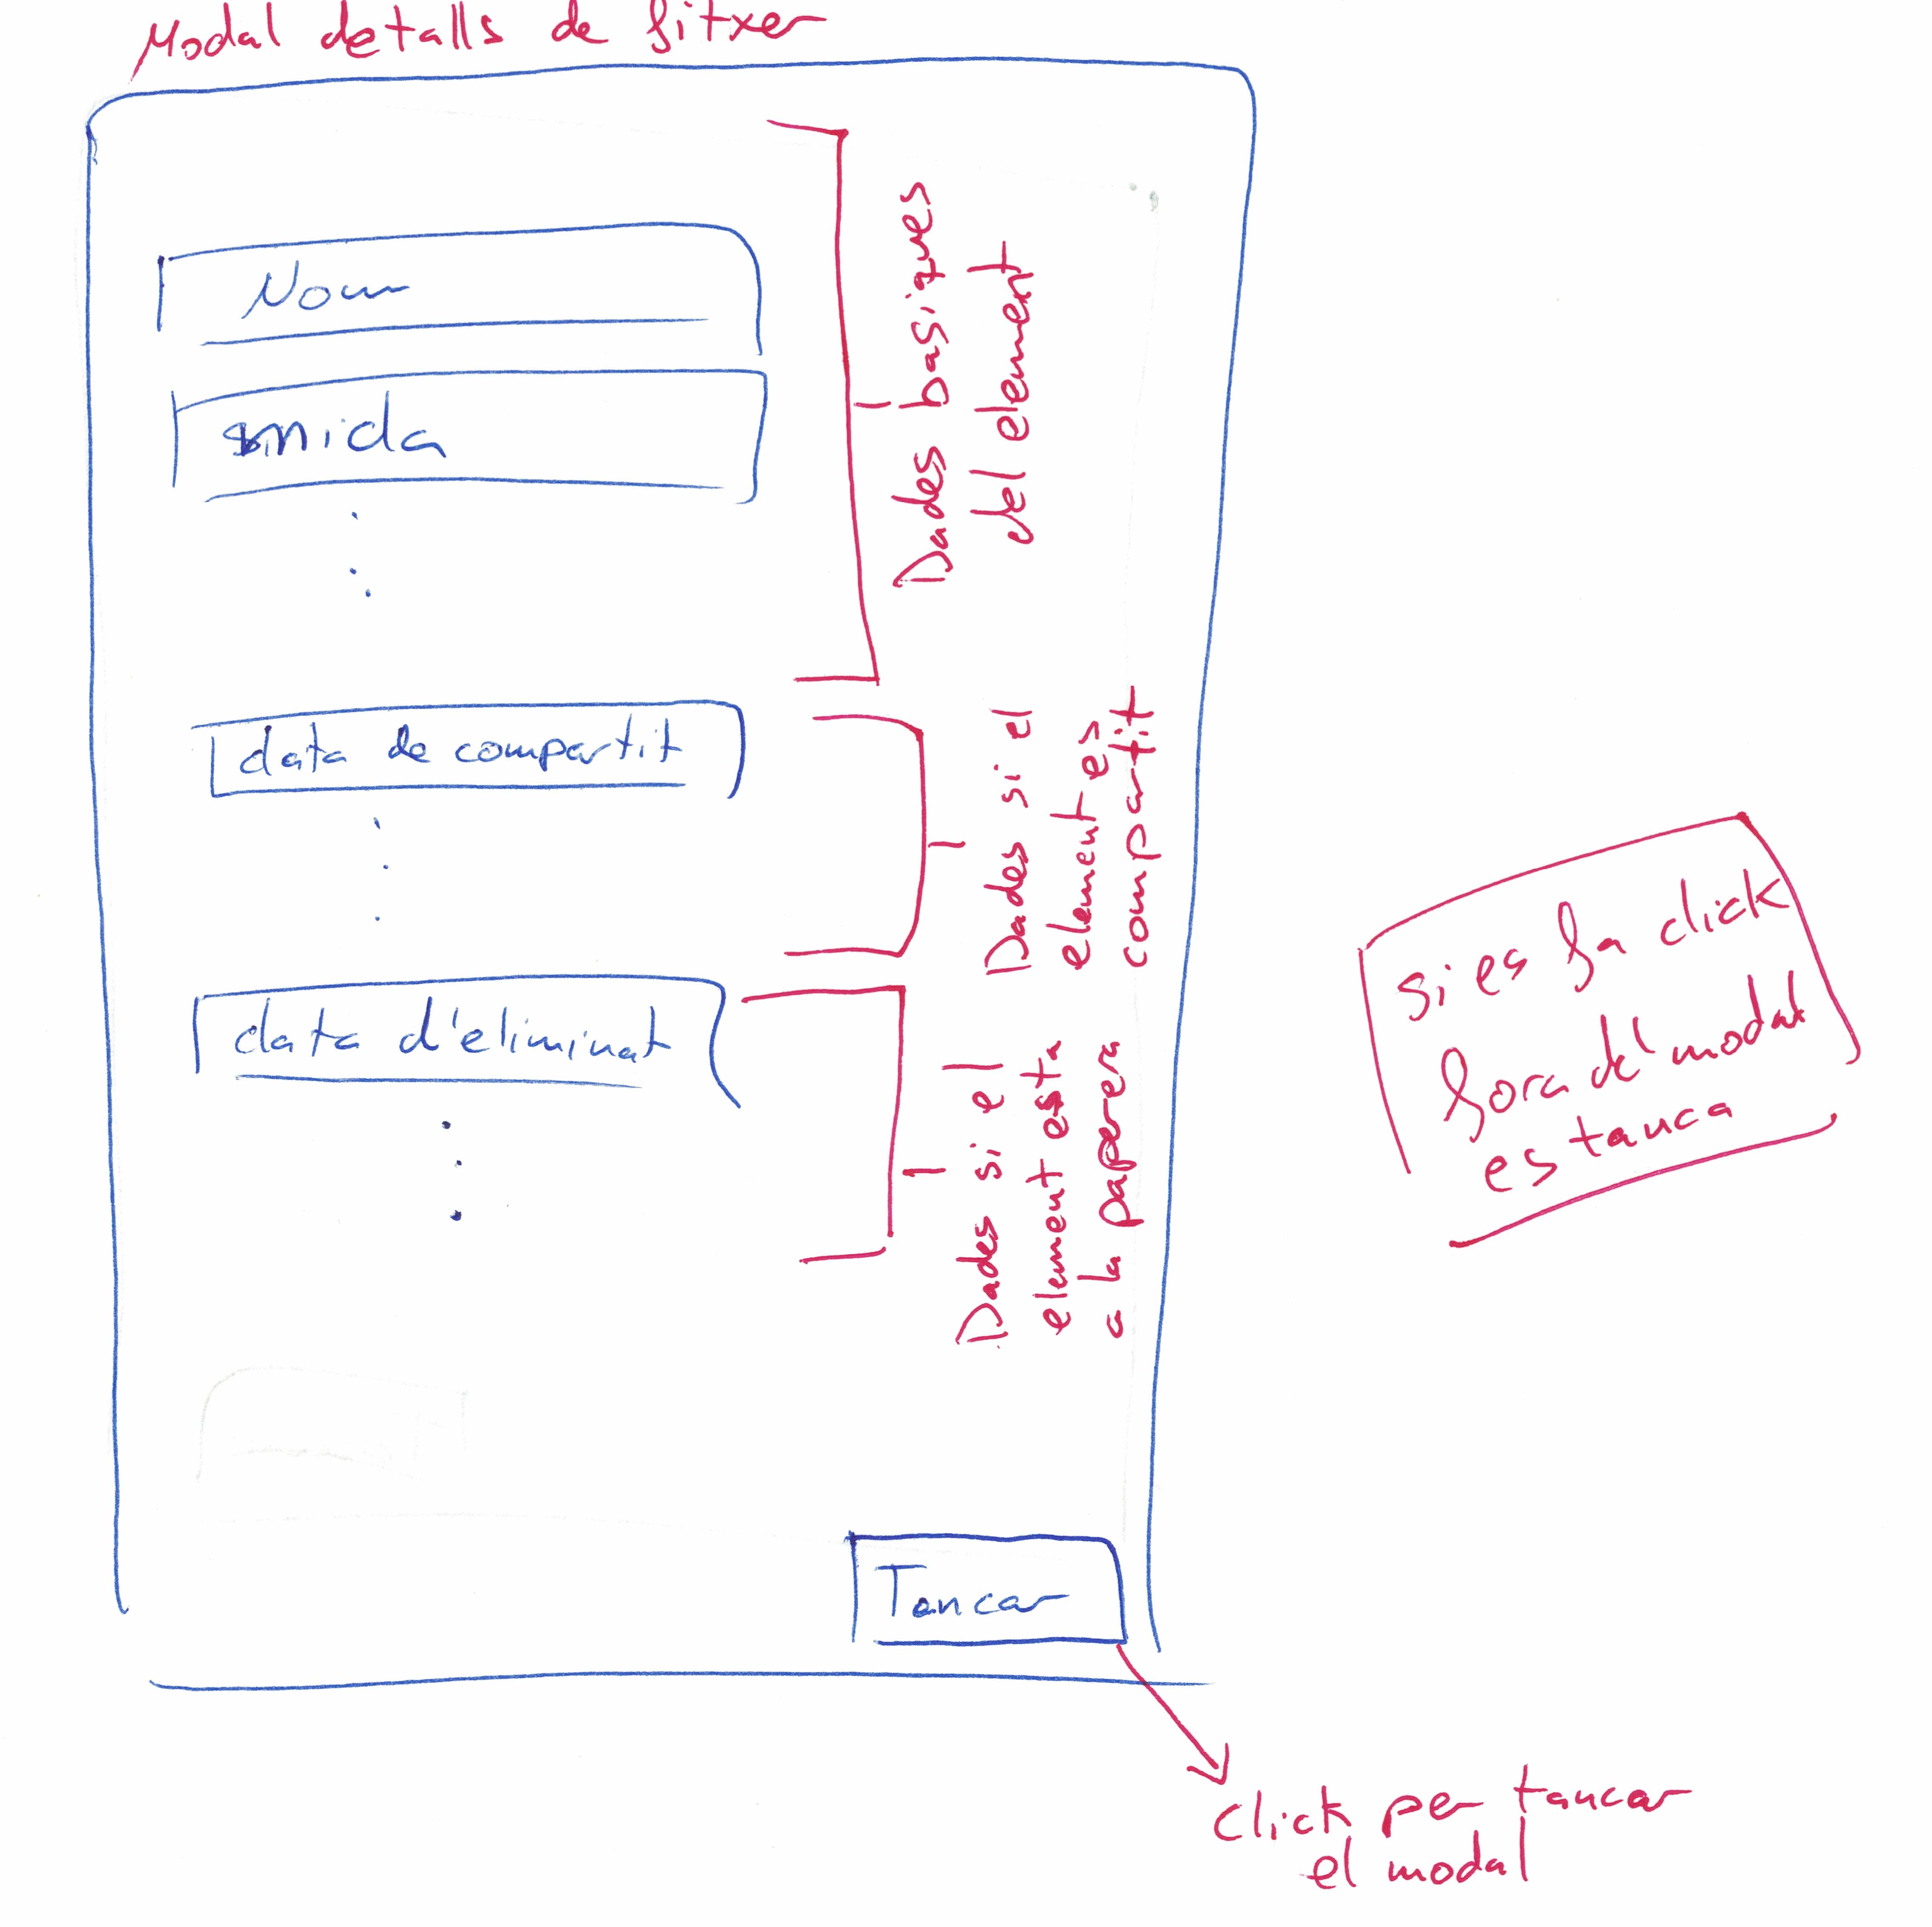 Modal detalls de fitxer
Nom
mida
Dades basiques
del element
data de compartit
Dades si el
element es
compartit
data d'eliminat
Dades si el
element esta
a la paperera
si es fa click
fora del modal
es tanca
Tancar
Click per tancar
el modal